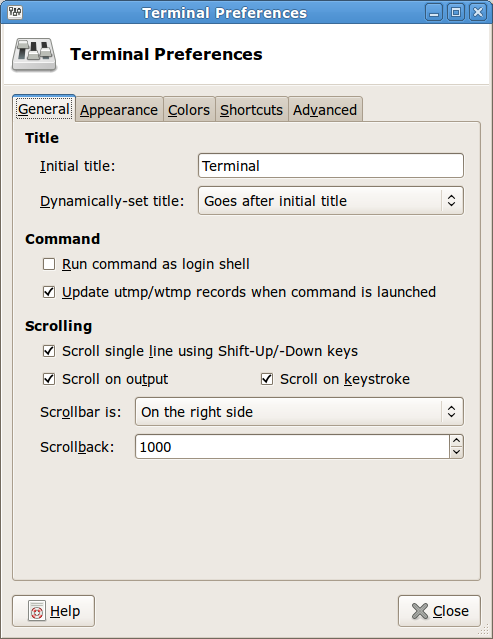 Terminal Preferences
Terminal Preferences
General Appearance Colors Shortcuts Advanced
Title
Initial title: Terminal
Dynamically-set title: Goes after initial title
Command
Run command as login shell
Update utmp/wtmp records when command is launched
Scrolling
Scroll single line using Shift-Up/-Down keys
Scroll on output Scroll on keystroke
Scrollbar is: On the right side
Scrollback: 1000
Help Close